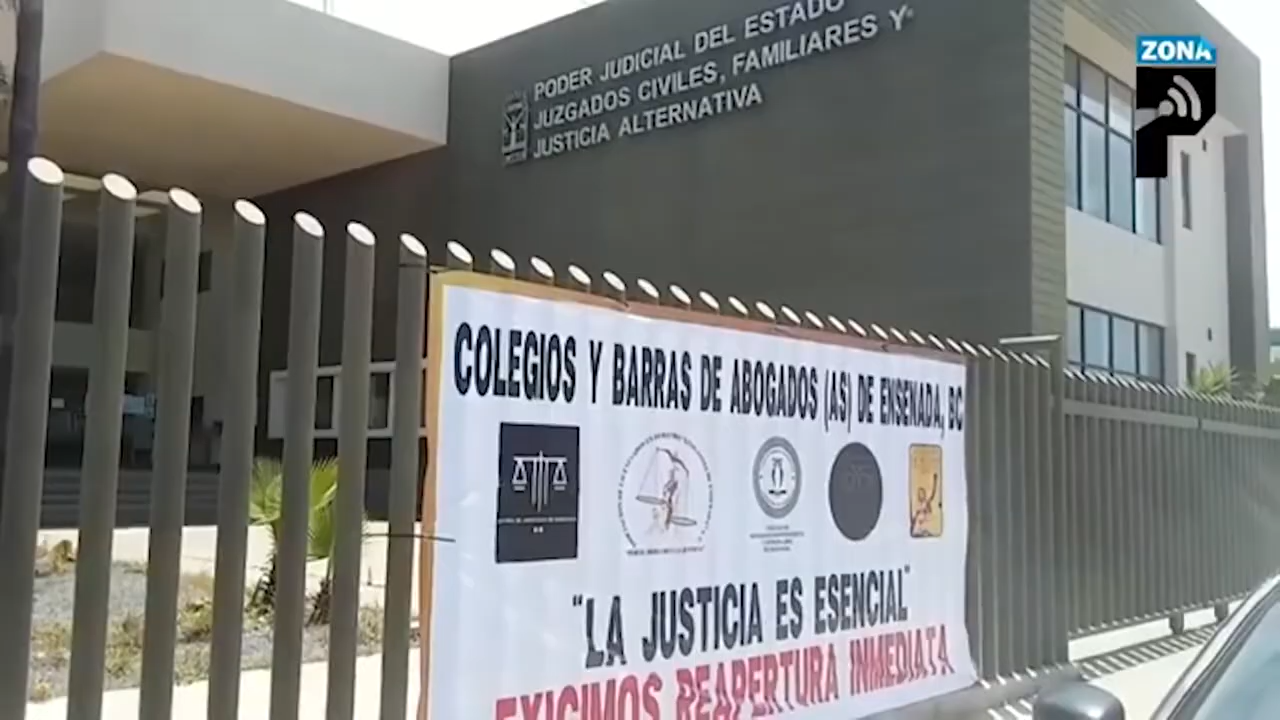 PODER JUDICIAL DEL ESTADO
JUZGADOS CIVILES, FAMILIARES Y
JUSTICIA ALTERNATIVA
ZONA
COLEGIOS Y BARRAS DE ABOGADOS (AS) DE ENSENADA, BC
"LA JUSTICIA ES ESENCIAL"
EXIGIMOS REAPERTURA INMEDIATA